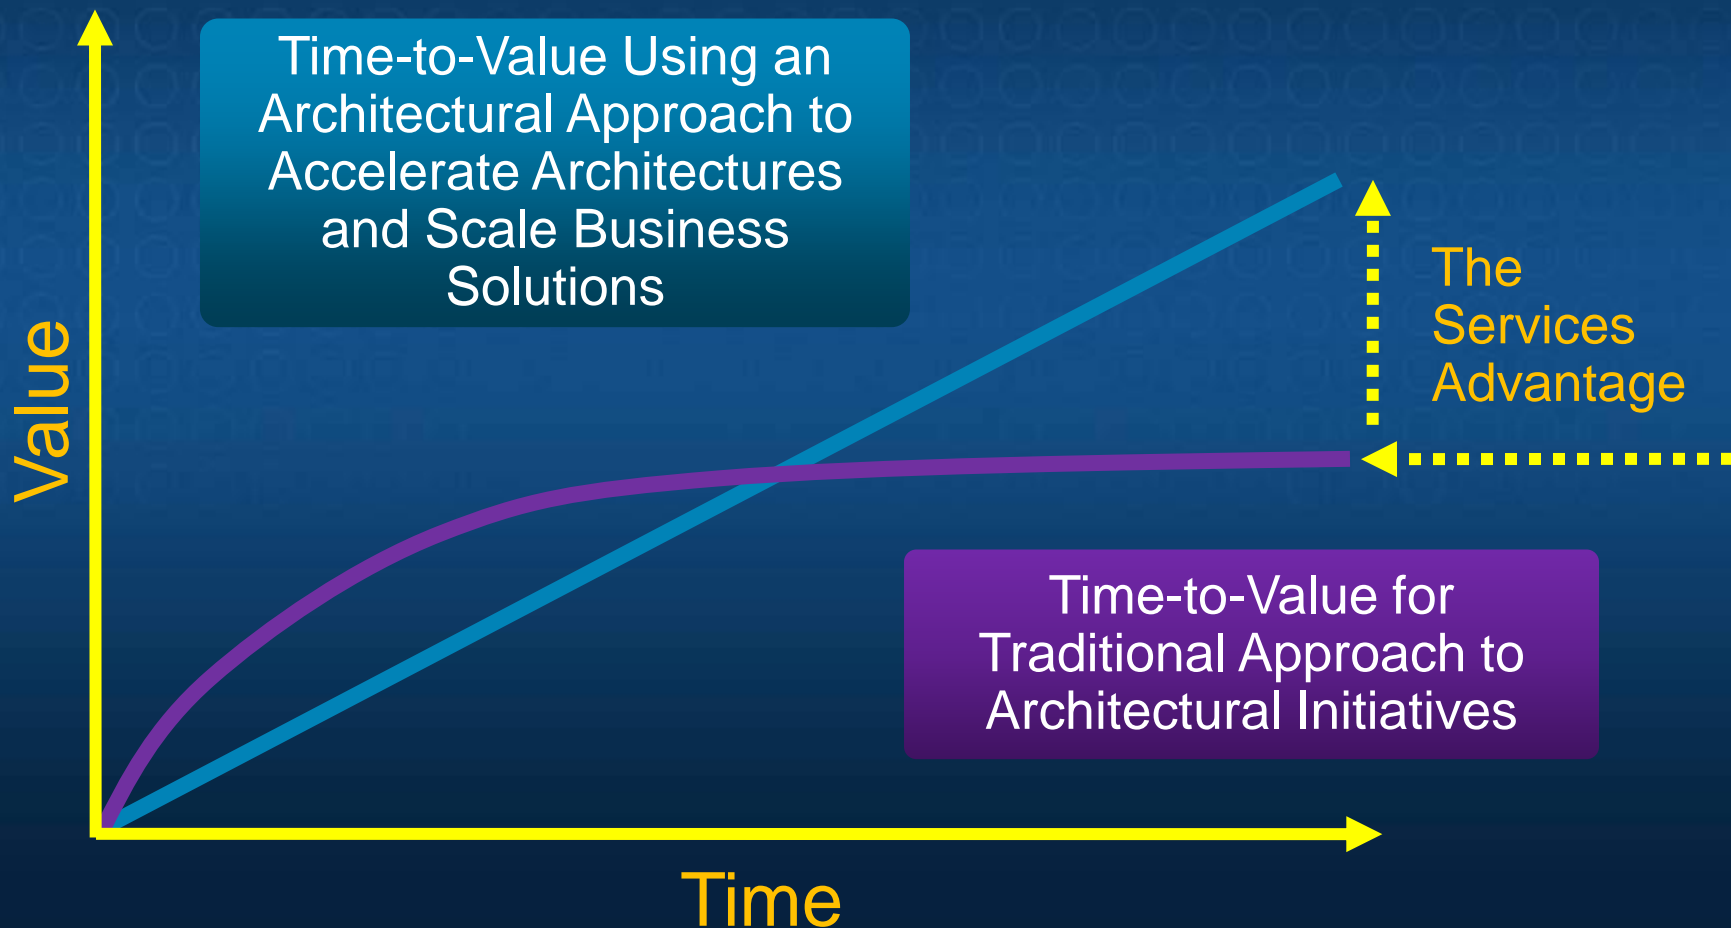 Time-to-Value Using an
Architectural Approach to
Accelerate Architectures
and Scale Business
Solutions
The
Services
Advantage
Value
Time-to-Value for
Traditional Approach to
Architectural Initiatives
Time